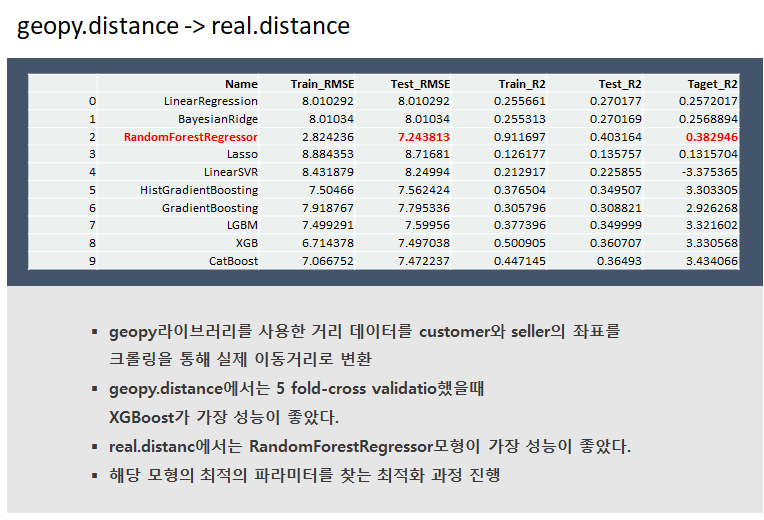 geopy.distance -> real.distance
Name Train_RMSE Test_RMSE Train_R2 Test_R2 Taget_R2
0 LinearRegression 8.010292 8.010292 0.255661 0.270177 0.2572017
1 BayesianRidge 8.01034 8.01034 0.255313 0.270169 0.2568894
2 RandomForestRegressor 2.824236 7.243813 0.911697 0.403164 0.382946
3 Lasso 8.884353 8.71681 0.126177 0.135757 0.1315704
4 LinearSVR 8.431879 8.24994 0.212917 0.225855 -3.375365
5 HistGradientBoosting 7.50466 7.562424 0.376504 0.349507 3.303305
6 GradientBoosting 7.918767 7.795336 0.305796 0.308821 2.926268
7 LGBM 7.499291 7.59956 0.377396 0.349999 3.321602
8 XGB 6.714378 7.497038 0.500905 0.360707 3.330568
9 CatBoost 7.066752 7.472237 0.447145 0.36493 3.434066
▪ geopy라이브러리를 사용한 거리 데이터를 customer와 seller의 좌표를
크롤링을 통해 실제 이동거리로 변환
▪ geopy.distance에서는 5 fold-cross validatio했을때
XGBoost가 가장 성능이 좋았다.
▪ real.distanc에서는 RandomForestRegressor모형이 가장 성능이 좋았다.
▪ 해당 모형의 최적의 파라미터를 찾는 최적화 과정 진행